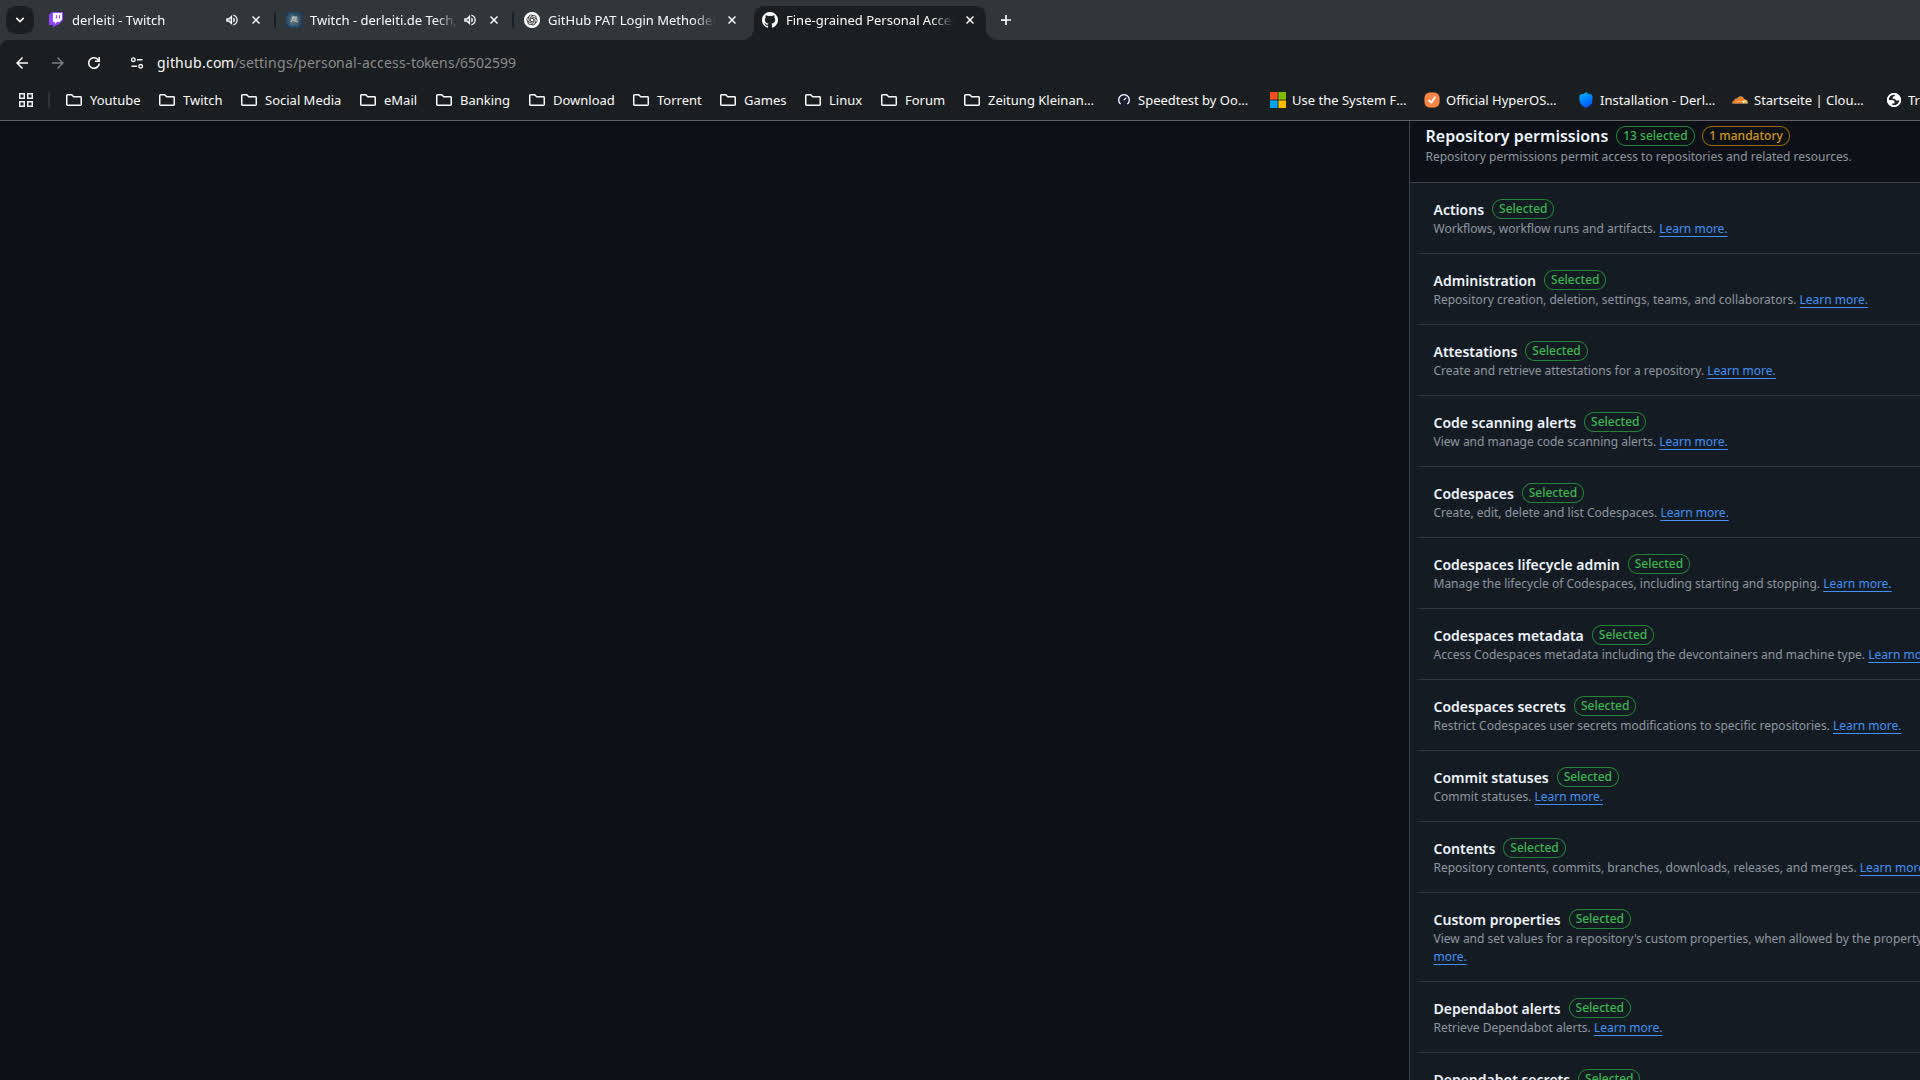 derleiti - Twitch
Twitch - derleiti.de Tech
GitHub PAT Login Methode
Fine-grained Personal Acce
github.com/settings/personal-access-tokens/6502599
Youtube Twitch Social Media eMail Banking Download Torrent Games Linux Forum Zeitung Kleinan... Speedtest by Oo... Use the System F... Official HyperOS... Installation - Derl... Startseite | Clou... Tr
Repository permissions 13 selected 1 mandatory
Repository permissions permit access to repositories and related resources.
Actions Selected
Workflows, workflow runs and artifacts. Learn more.
Administration Selected
Repository creation, deletion, settings, teams, and collaborators. Learn more.
Attestations Selected
Create and retrieve attestations for a repository. Learn more.
Code scanning alerts Selected
View and manage code scanning alerts. Learn more.
Codespaces Selected
Create, edit, delete and list Codespaces. Learn more.
Codespaces lifecycle admin Selected
Manage the lifecycle of Codespaces, including starting and stopping. Learn more.
Codespaces metadata Selected
Access Codespaces metadata including the devcontainers and machine type. Learn mo
Codespaces secrets Selected
Restrict Codespaces user secrets modifications to specific repositories. Learn more.
Commit statuses Selected
Commit statuses. Learn more.
Contents Selected
Repository contents, commits, branches, downloads, releases, and merges. Learn more
Custom properties Selected
View and set values for a repository's custom properties, when allowed by the property
more.
Dependabot alerts Selected
Retrieve Dependabot alerts. Learn more.
Dependabot secrets Selected